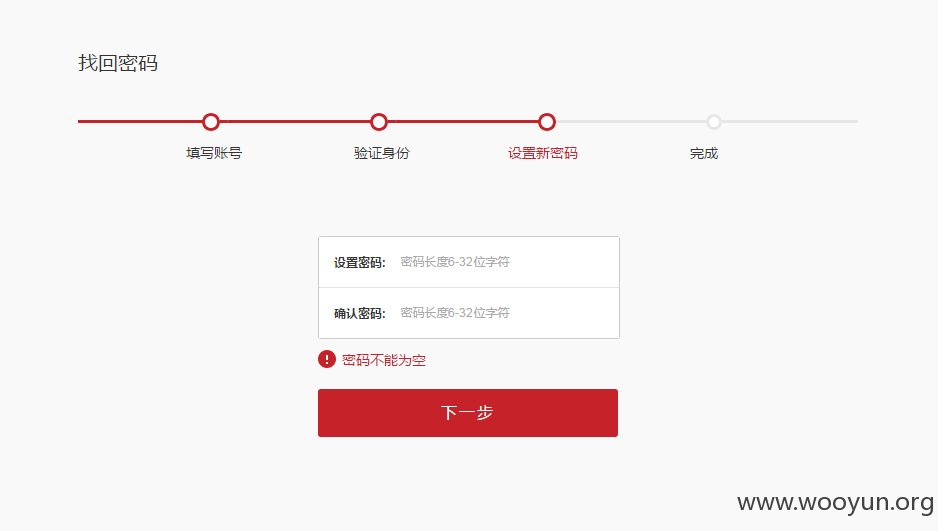 找回密码
填写账号 验证身份 设置新密码 完成
设置密码: 密码长度6-32位字符
确认密码: 密码长度6-32位字符
密码不能为空
下一步
www.wooyun.org